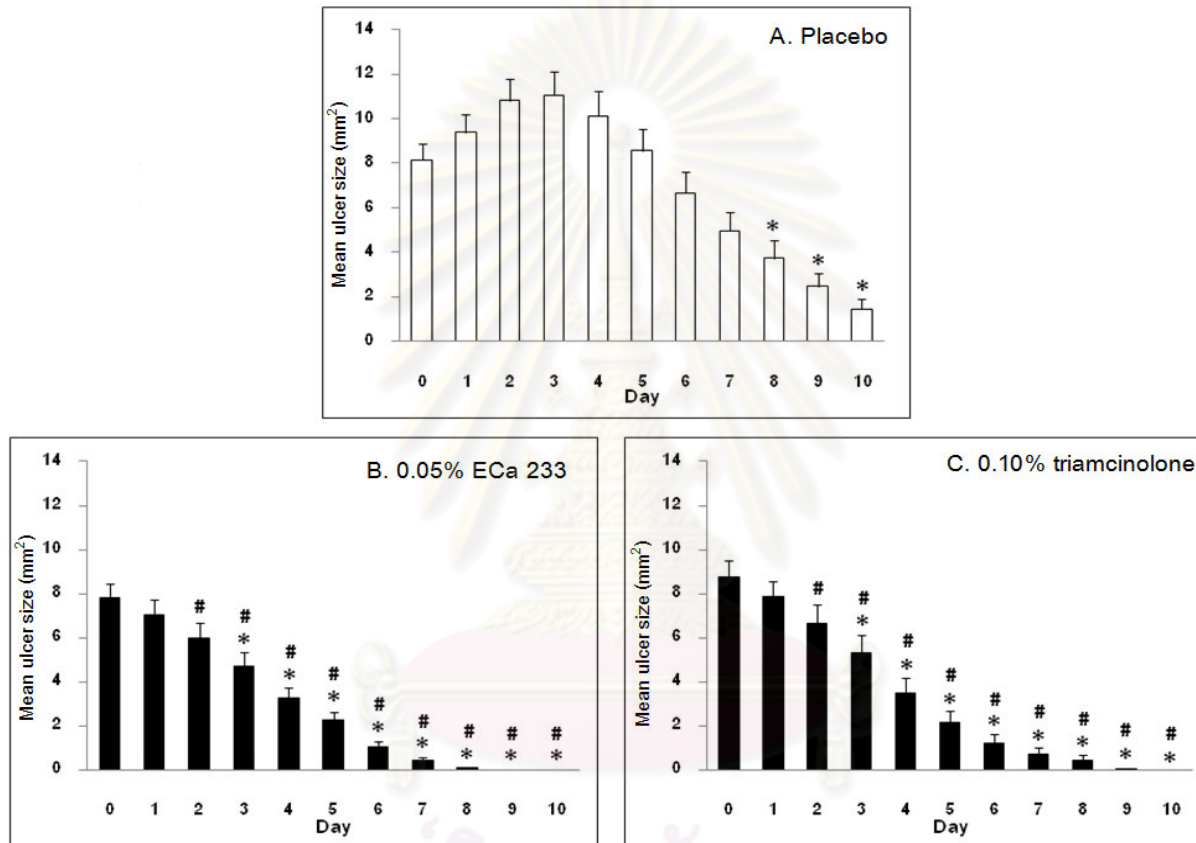 A. Placebo
Mean ulcer size (mm²)
14
12
10
8
6
4
2
0
* * *
0 1 2 3 4 5 6 7 8 9 10
Day
B. 0.05% ECa 233
Mean ulcer size (mm²)
14
12
10
8
6
4
2
0
# # # # # # # # #
* * * * * * * *
0 1 2 3 4 5 6 7 8 9 10
Day
C. 0.10% triamcinolone
Mean ulcer size (mm²)
14
12
10
8
6
4
2
0
# # # # # # # # #
* * * * * * * *
0 1 2 3 4 5 6 7 8 9 10
Day